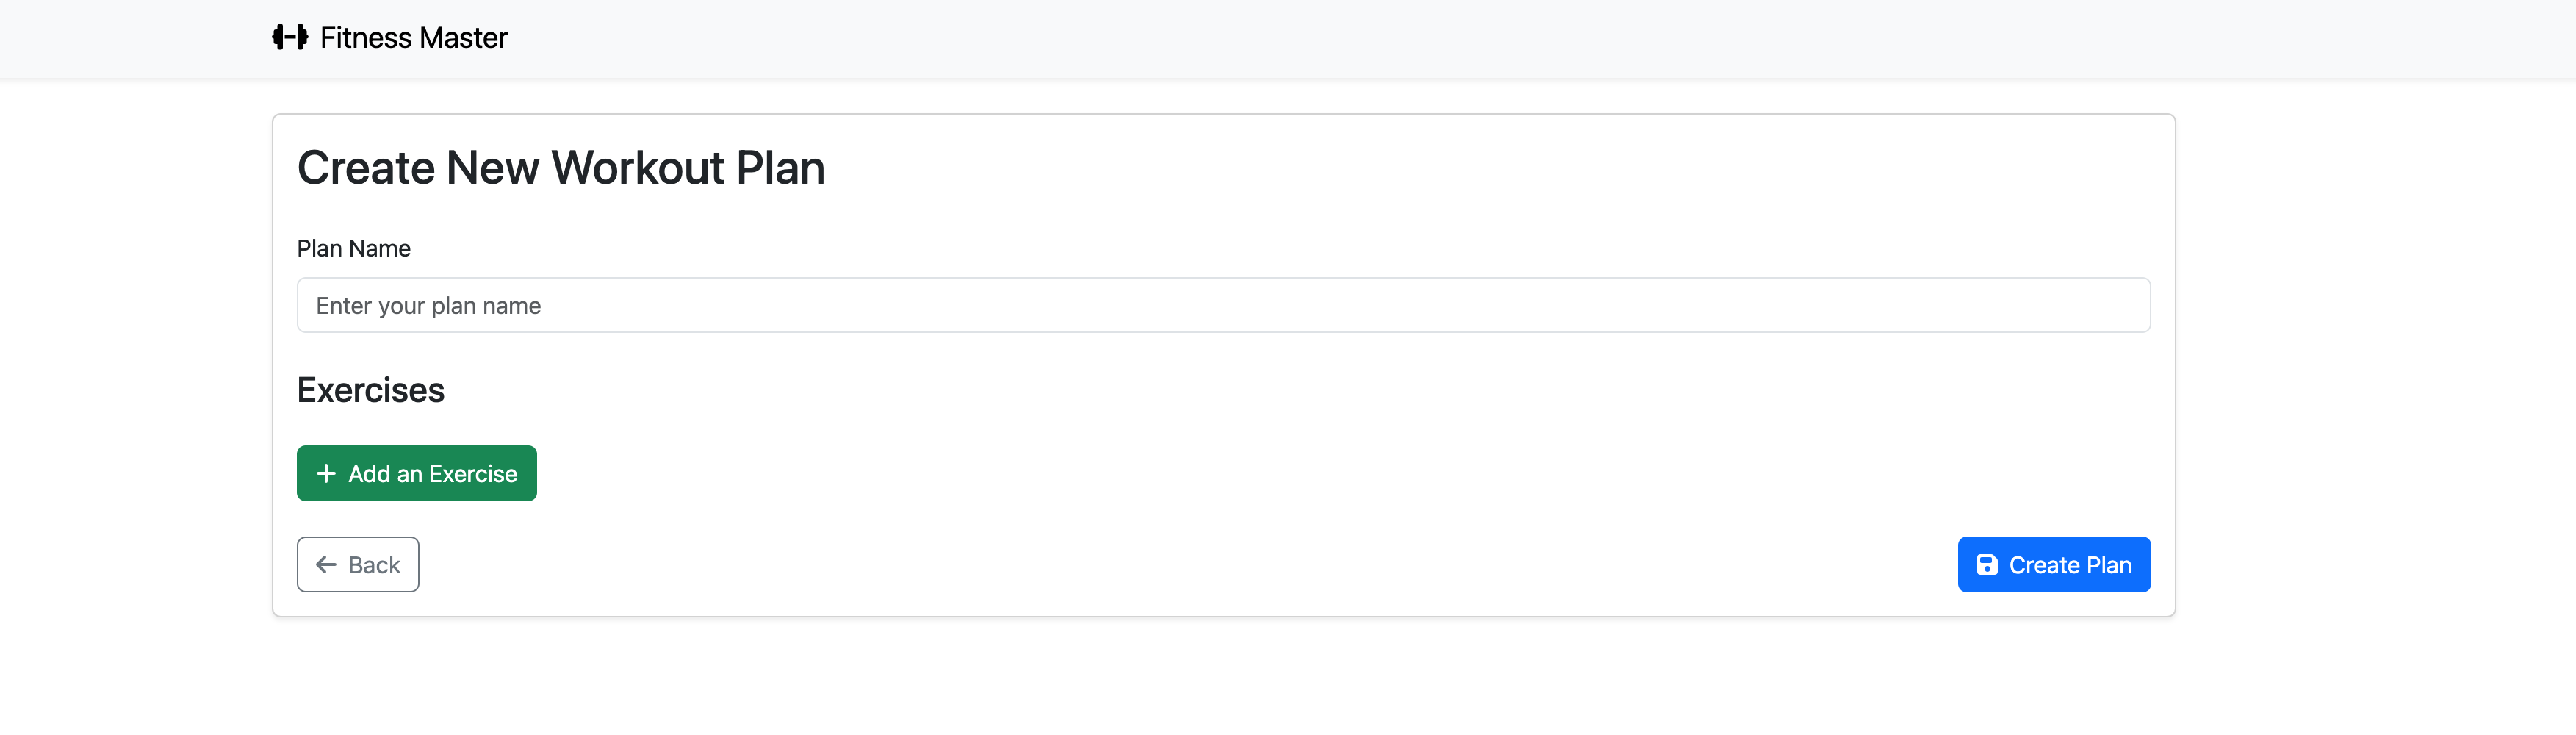 Fitness Master
Create New Workout Plan
Plan Name
Enter your plan name
Exercises
Add an Exercise
Back
Create Plan